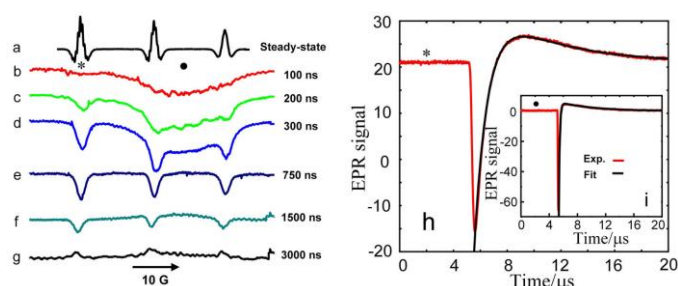 a
Steady-state
*
b
100 ns
c
200 ns
d
300 ns
e
750 ns
f
1500 ns
g
3000 ns
10 G
30
20
10
0
-10
-20
EPR signal
*
h
0 4 8 12 16 20
Time/μs
0
-20
-40
-60
EPR signal
Exp.
Fit
i
0 5 10 15 20
Time/μs